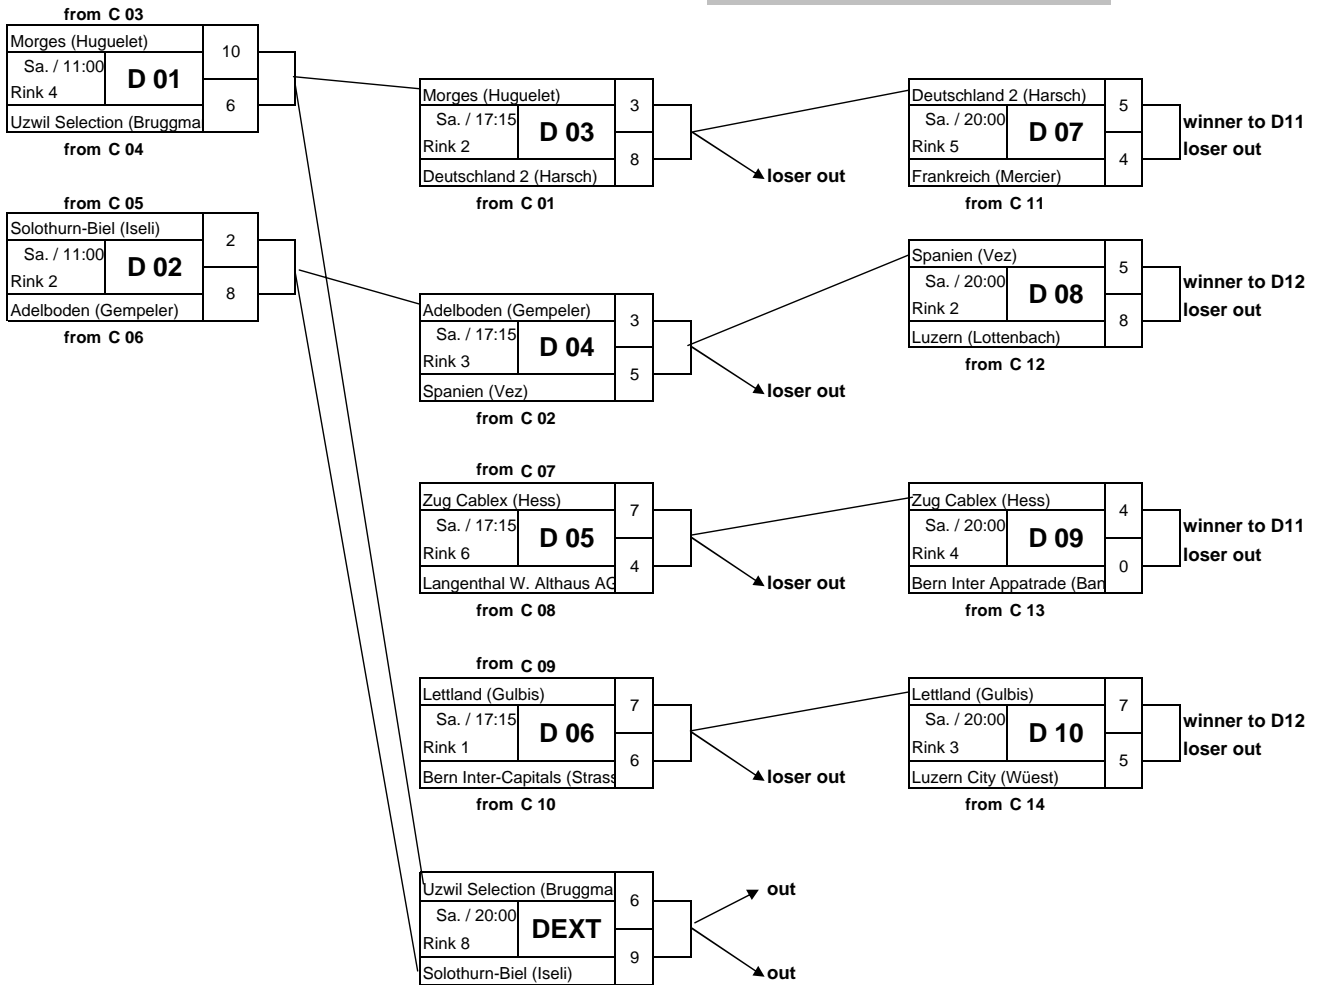 from C 03
Morges (Huguelet)
10
Sa. / 11:00
D 01
Rink 4
6
Uzwil Selection (Bruggma
from C 04
from C 05
Solothurn-Biel (Iseli)
2
Sa. / 11:00
D 02
Rink 2
8
Adelboden (Gempeler)
from C 06
Morges (Huguelet)
3
Sa. / 17:15
D 03
Rink 2
8
Deutschland 2 (Harsch)
loser out
from C 01
Adelboden (Gempeler)
3
Sa. / 17:15
D 04
Rink 3
5
Spanien (Vez)
loser out
from C 02
from C 07
Zug Cablex (Hess)
7
Sa. / 17:15
D 05
Rink 6
4
Langenthal W. Althaus AG
loser out
from C 08
from C 09
Lettland (Gulbis)
7
Sa. / 17:15
D 06
Rink 1
6
Bern Inter-Capitals (Strass
loser out
from C 10
Uzwil Selection (Bruggma
6
out
Sa. / 20:00
DEXT
Rink 8
9
Solothurn-Biel (Iseli)
out
Deutschland 2 (Harsch)
5
Sa. / 20:00
D 07
winner to D11
Rink 5
4
loser out
Frankreich (Mercier)
from C 11
Spanien (Vez)
5
Sa. / 20:00
D 08
winner to D12
Rink 2
8
loser out
Luzern (Lottenbach)
from C 12
Zug Cablex (Hess)
4
Sa. / 20:00
D 09
winner to D11
Rink 4
0
loser out
Bern Inter Appatrade (Ban
from C 13
Lettland (Gulbis)
7
Sa. / 20:00
D 10
winner to D12
Rink 3
5
loser out
Luzern City (Wüest)
from C 14